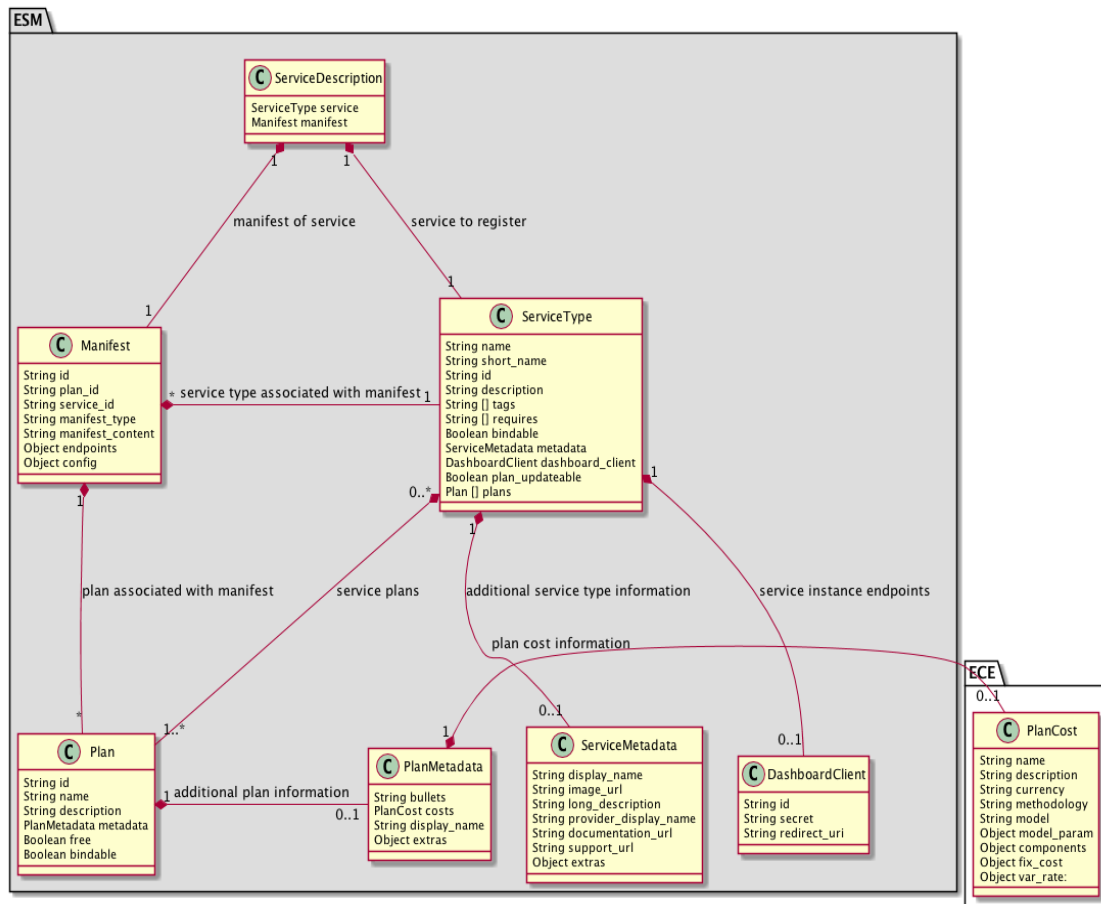 ESM
C ServiceDescription
ServiceType service
Manifest manifest
1
1
manifest of service
service to register
1
1
C Manifest
String id
String plan_id
String service_id
String manifest_type
String manifest_content
Object endpoints
Object config
* service type associated with manifest 1
C ServiceType
String name
String short_name
String id
String description
String [] tags
String [] requires
Boolean bindable
ServiceMetadata metadata
DashboardClient dashboard_client
Boolean plan_updateable
Plan [] plans
1
0..*
1
1
plan associated with manifest
service plans
additional service type information
service instance endpoints
plan cost information
*
1..*
1
0..1
0..1
ECE
0..1
C Plan
String id
String name
String description
PlanMetadata metadata
Boolean free
Boolean bindable
1 additional plan information
0..1
C PlanMetadata
String bullets
PlanCost costs
String display_name
Object extras
C ServiceMetadata
String display_name
String image_url
String long_description
String provider_display_name
String documentation_url
String support_url
Object extras
C DashboardClient
String id
String secret
String redirect_uri
C PlanCost
String name
String description
String currency
String methodology
String model
Object model_param
Object components
Object fix_cost
Object var_rate: